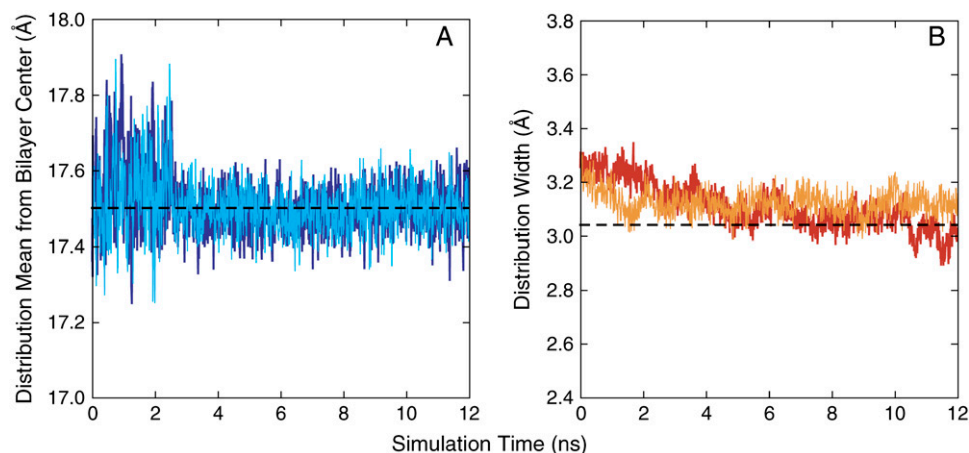 A
Distribution Mean from Bilayer Center (Å)
18.0
17.8
17.6
17.4
17.2
17.0
0 2 4 6 8 10 12
B
Distribution Width (Å)
3.8
3.6
3.4
3.2
3.0
2.8
2.6
2.4
0 2 4 6 8 10 12
Simulation Time (ns)